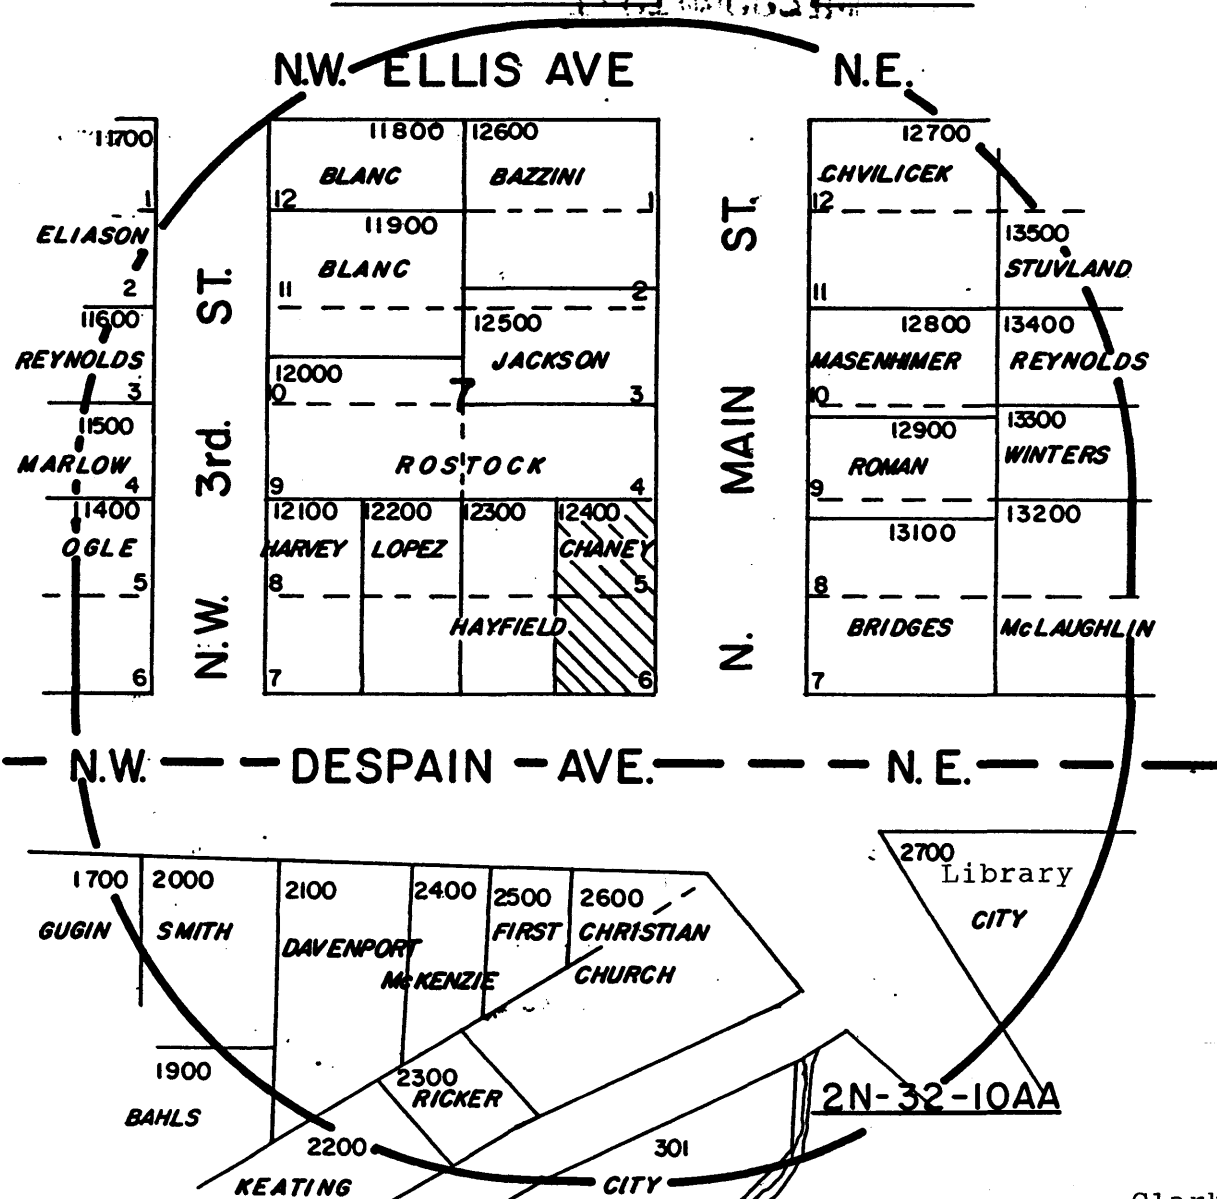 N.W. ELLIS AVE N.E.
11700
1
ELIASON
2
11600
REYNOLDS
3
11500
MARLOW
4
11400
OGLE
5
6
N.W. 3rd. ST.
11800
BLANC
12
11900
BLANC
11
12000
10
7
12600
BAZZINI
1
2
12500
JACKSON
3
ROSTOCK
9
4
12100
HARVEY
8
7
12200
LOPEZ
12300
HAYFIELD
12400
CHANEY
5
6
N. MAIN ST.
12700
CHVILICEK
12
11
13500
STUVLAND
12800
MASENHIMER
10
13400
REYNOLDS
12900
ROMAN
9
13300
WINTERS
13100
8
BRIDGES
7
13200
McLAUGHLIN
N.W. DESPAIN AVE. N.E.
1700
GUGIN
2000
SMITH
2100
DAVENPORT
2400
McKENZIE
2500
FIRST
2600
CHRISTIAN
CHURCH
2700
Library
CITY
1900
BAHLS
2300
RICKER
2N-32-10AA
2200
KEATING
301
CITY